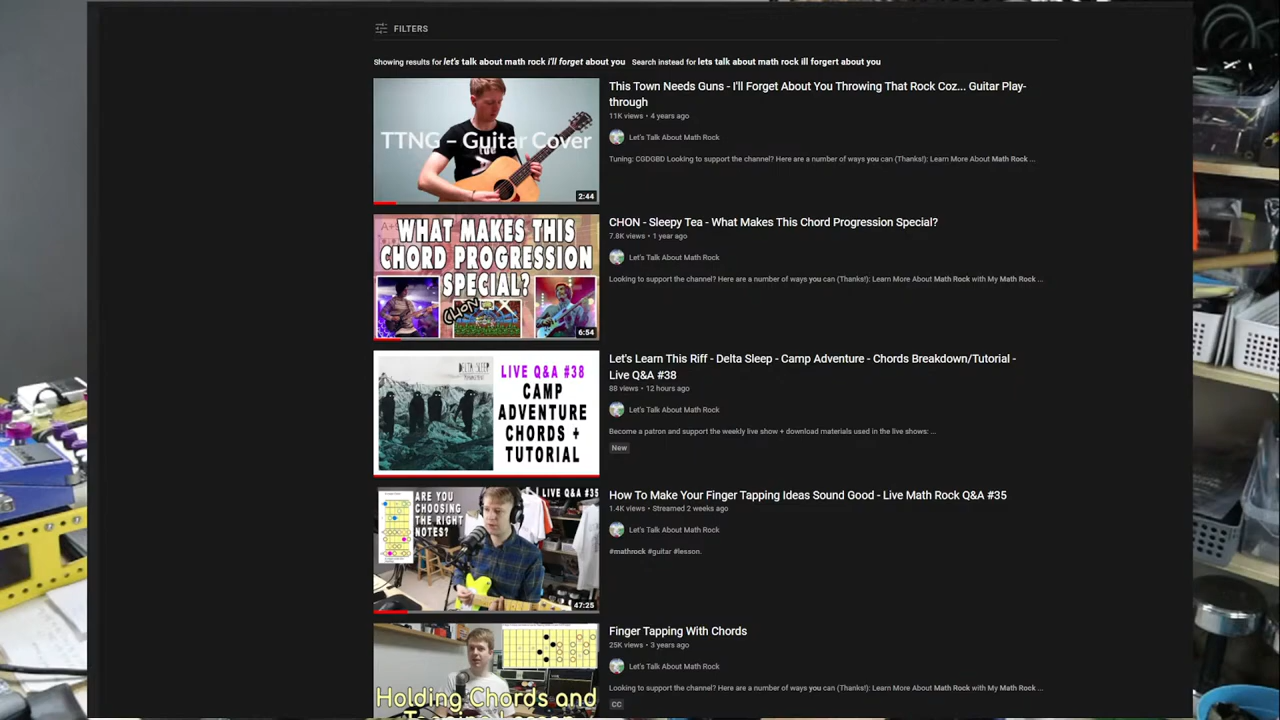 FILTERS
Showing results for let's talk about math rock i'll forget about you Search instead for lets talk about math rock ill forgert about you
TTNG – Guitar Cover
2:44
This Town Needs Guns - I'll Forget About You Throwing That Rock Coz... Guitar Play-
through
11K views • 4 years ago
Let's Talk About Math Rock
Tuning: CGDGBD Looking to support the channel? Here are a number of ways you can (Thanks!): Learn More About Math Rock ...
WHAT MAKES THIS
CHORD PROGRESSION
SPECIAL?
CHON
6:54
CHON - Sleepy Tea - What Makes This Chord Progression Special?
7.8K views • 1 year ago
Let's Talk About Math Rock
Looking to support the channel? Here are a number of ways you can (Thanks!): Learn More About Math Rock with My Math Rock ...
DELTA SLEEP
LIVE Q&A #38
CAMP
ADVENTURE
CHORDS +
TUTORIAL
Let's Learn This Riff - Delta Sleep - Camp Adventure - Chords Breakdown/Tutorial -
Live Q&A #38
88 views • 12 hours ago
Let's Talk About Math Rock
Become a patron and support the weekly live show + download materials used in the live shows: ...
New
ARE YOU
CHOOSING
THE RIGHT
NOTES?
LIVE Q&A #35
47:25
How To Make Your Finger Tapping Ideas Sound Good - Live Math Rock Q&A #35
1.4K views • Streamed 2 weeks ago
Let's Talk About Math Rock
#mathrock #guitar #lesson.
Holding Chords and
Tapping Lesson
Finger Tapping With Chords
25K views • 3 years ago
Let's Talk About Math Rock
Looking to support the channel? Here are a number of ways you can (Thanks!): Learn More About Math Rock with My Math Rock ...
CC